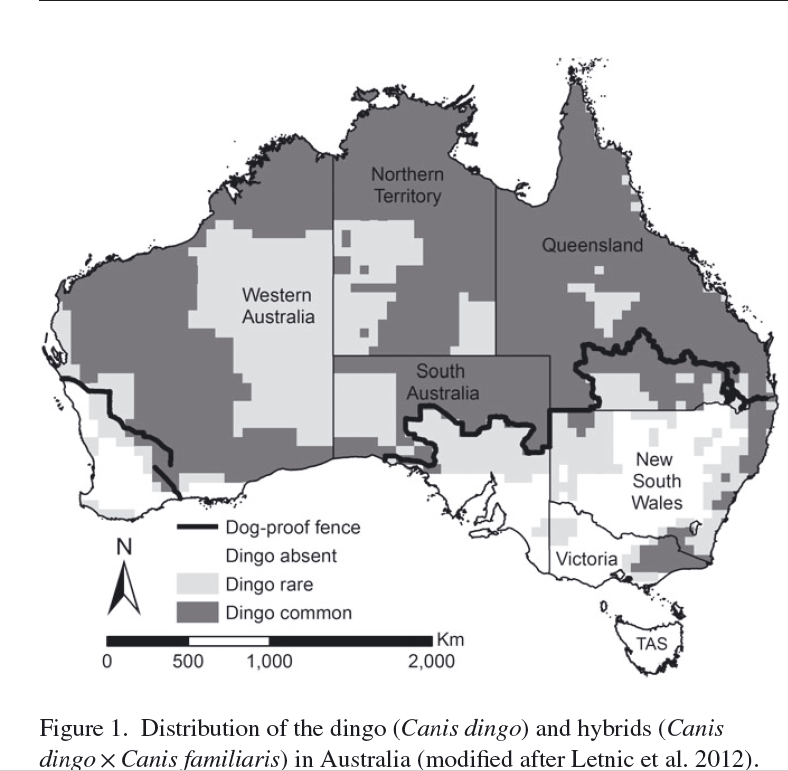 Northern
Territory
Queensland
Western
Australia
South
Australia
New
South
Wales
Victoria
TAS
N
Dog-proof fence
Dingo absent
Dingo rare
Dingo common
Km
0 500 1,000 2,000
Figure 1. Distribution of the dingo (Canis dingo) and hybrids (Canis
dingo × Canis familiaris) in Australia (modified after Letnic et al. 2012).